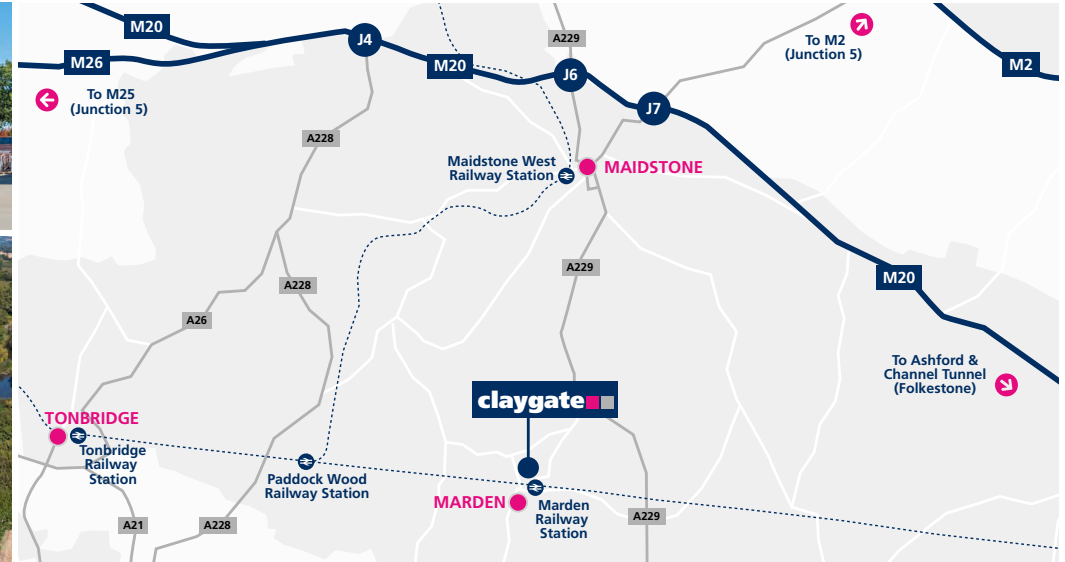 M20
M26
To M25
(Junction 5)
J4
M20
A229
J6
J7
To M2
(Junction 5)
M2
A228
Maidstone West
Railway Station
MAIDSTONE
A228
A229
M20
A26
To Ashford &
Channel Tunnel
(Folkestone)
claygate
TONBRIDGE
Tonbridge
Railway
Station
Paddock Wood
Railway Station
MARDEN
Marden
Railway
Station
A21
A228
A229